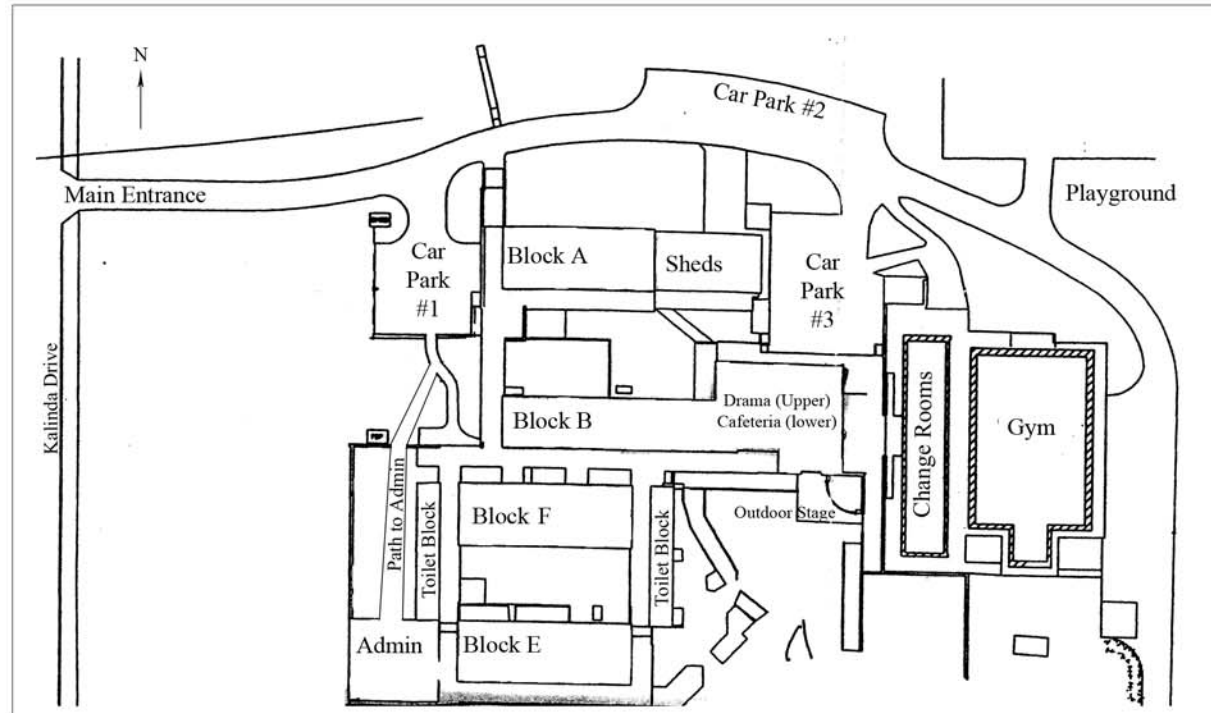 N
Car Park #2
Main Entrance
Playground
Block A
Sheds
Car
Park
#1
Car
Park
#3
Kalinda Drive
Drama (Upper)
Cafeteria (lower)
Block B
Change Rooms
Gym
Path to Admin
Toilet Block
Block F
Toilet Block
Outdoor Stage
Admin
Block E